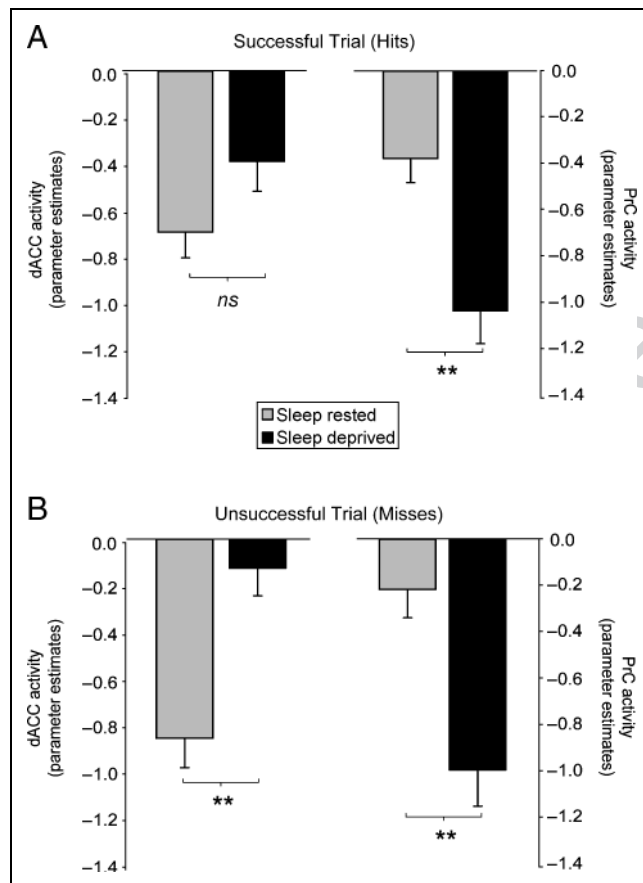 A
Successful Trial (Hits)
0.0
–0.2
–0.4
–0.6
–0.8
–1.0
–1.2
–1.4
dACC activity
(parameter estimates)
ns
0.0
–0.2
–0.4
–0.6
–0.8
–1.0
–1.2
–1.4
PrC activity
(parameter estimates)
**
Sleep rested
Sleep deprived
B
Unsuccessful Trial (Misses)
0.0
–0.2
–0.4
–0.6
–0.8
–1.0
–1.2
–1.4
dACC activity
(parameter estimates)
**
0.0
–0.2
–0.4
–0.6
–0.8
–1.0
–1.2
–1.4
PrC activity
(parameter estimates)
**